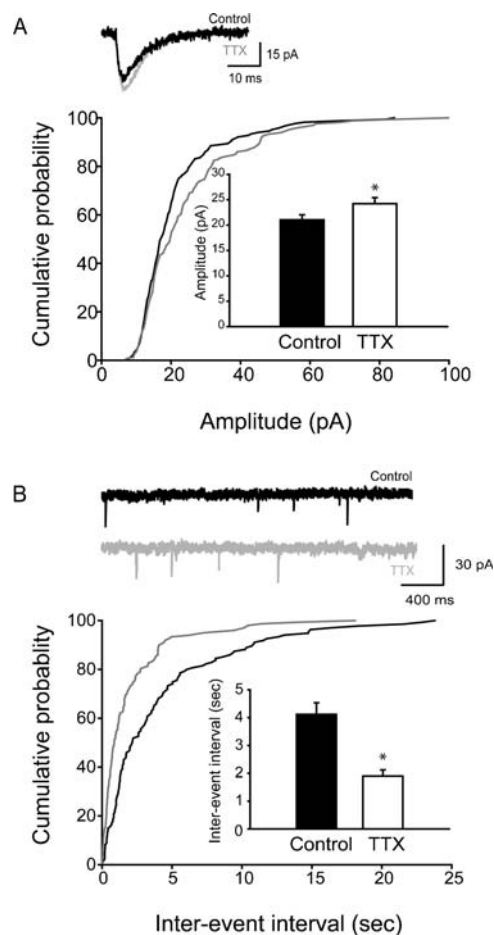 A
Control
TTX
15 pA
10 ms
Cumulative probability
100
80
60
40
20
0
Amplitude (pA)
30
25
20
15
10
5
0
*
Control TTX
0 20 40 60 80 100
Amplitude (pA)
B
Control
TTX
30 pA
400 ms
Cumulative probablity
100
80
60
40
20
0
Inter-event interval (sec)
5
4
3
2
1
0
*
Control TTX
0 5 10 15 20 25
Inter-event interval (sec)